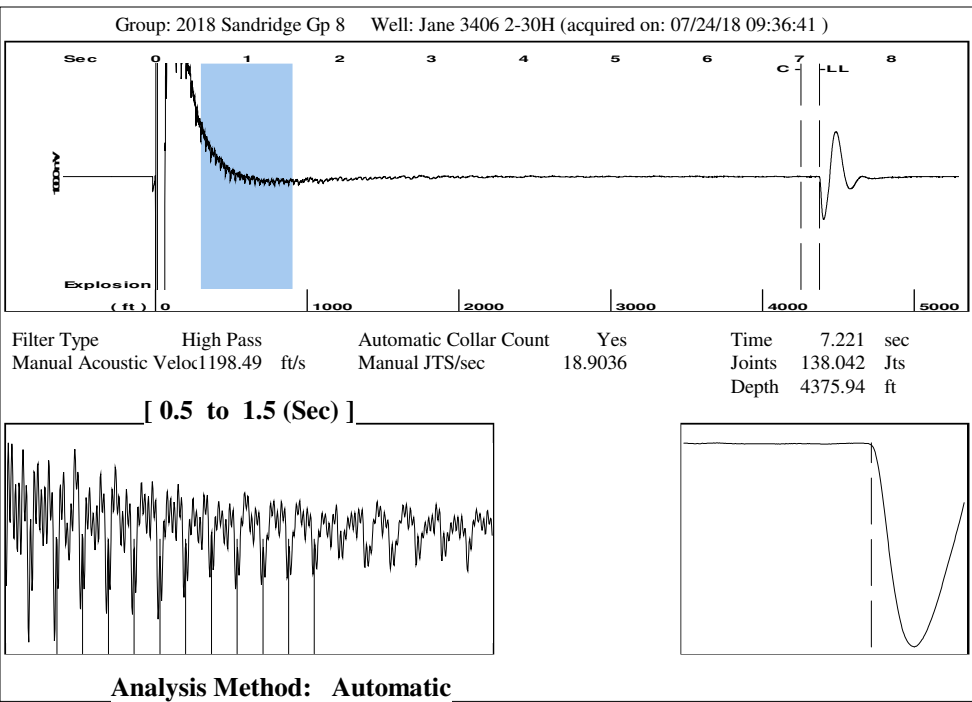 Group: 2018 Sandridge Gp 8 Well: Jane 3406 2-30H (acquired on: 07/24/18 09:36:41 )
Sec 0 1 2 3 4 5 6 7 8
C LL
Explosion
( ft ) 0 1000 2000 3000 4000 5000
Filter Type High Pass Automatic Collar Count Yes Time 7.221 sec
Manual Acoustic Veloc1198.49 ft/s Manual JTS/sec 18.9036 Joints 138.042 Jts
Depth 4375.94 ft
[ 0.5 to 1.5 (Sec) ]
Analysis Method: Automatic